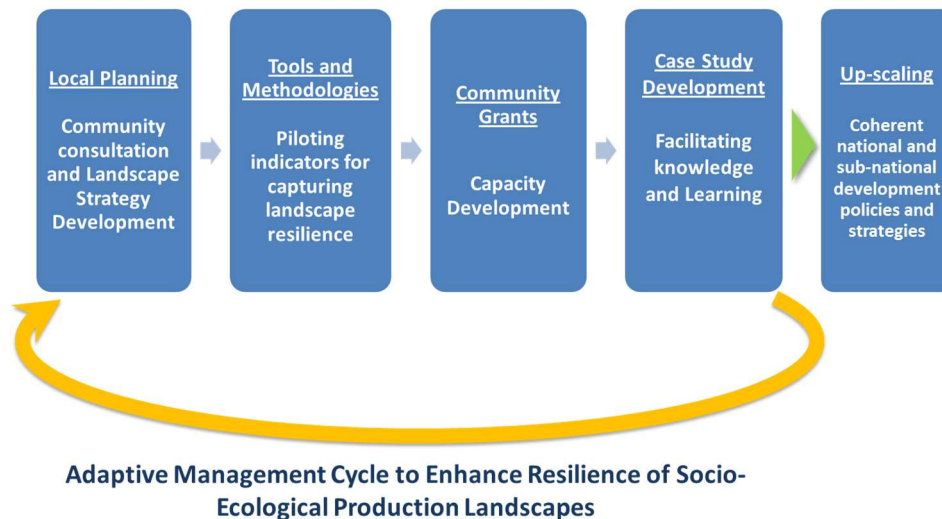 Local Planning
Community
consultation
and Landscape
Strategy
Development
Tools and
Methodologies
Piloting
indicators for
capturing
landscape
resilience
Community
Grants
Capacity
Development
Case Study
Development
Facilitating
knowledge
and Learning
Up-scaling
Coherent
national and
sub-national
development
policies and
strategies
Adaptive Management Cycle to Enhance Resilience of Socio-
Ecological Production Landscapes